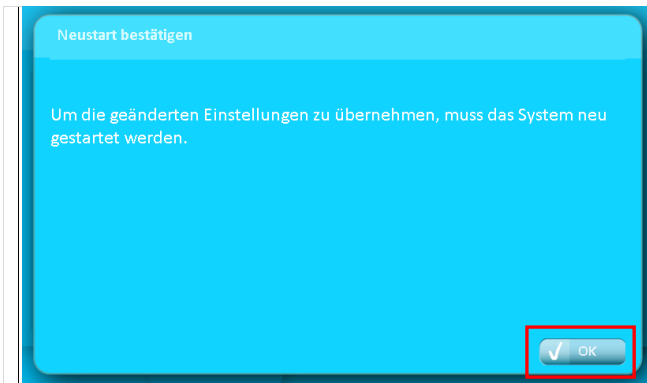 Neustart bestätigen
Um die geänderten Einstellungen zu übernehmen, muss das System neu
gestartet werden.
OK